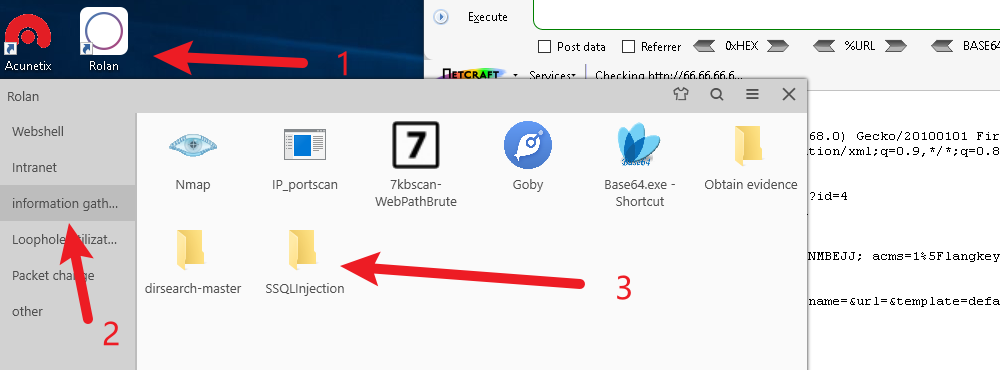 Execute
Post data
Referrer
0xHEX
%URL
BASE64
Acunetix
Rolan
1
NETCRAFT
Services
Checking http://66.66.66.6...
Rolan
Webshell
Intranet
information gath...
Packet change
other
2
Nmap
IP_portscan
7
7kbscan-
WebPathBrute
Goby
Base64
Base64.exe -
Shortcut
Obtain evidence
dirsearch-master
SSQLInjection
3
68.0) Gecko/20100101 Fir
tion/xml;q=0.9,*/*;q=0.8
?id=4
NMBEJJ; acms=1%5Flangkey
name=&url=&template=defa